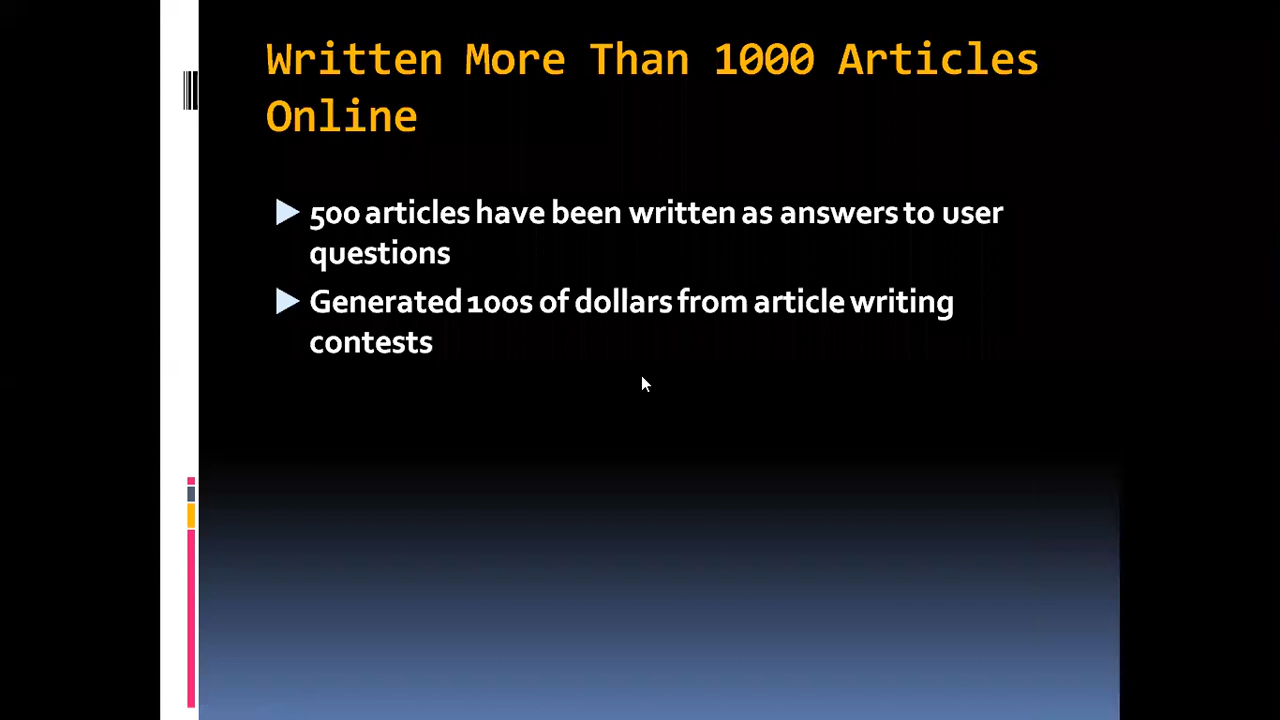 Written More Than 1000 Articles
Online
500 articles have been written as answers to user
questions
Generated 100s of dollars from article writing
contests